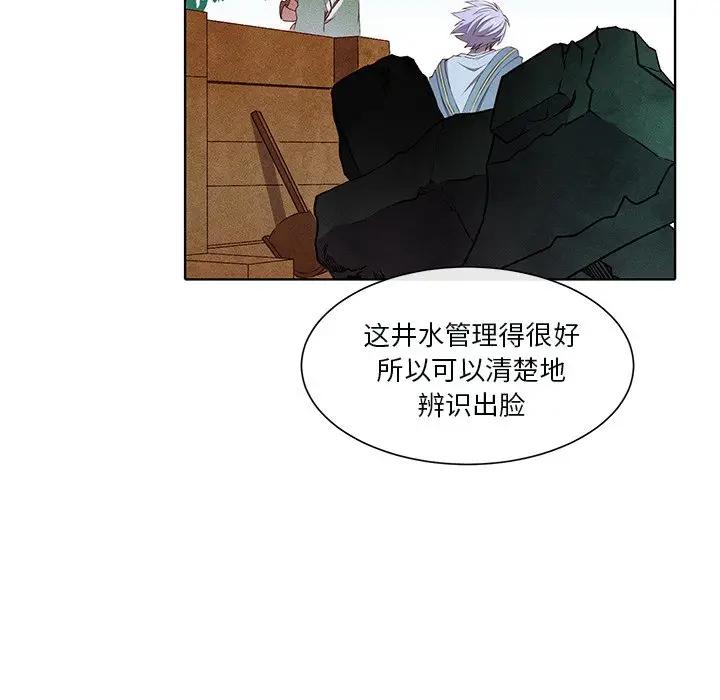 这井水管理得很好
所以可以清楚地
辨识出脸